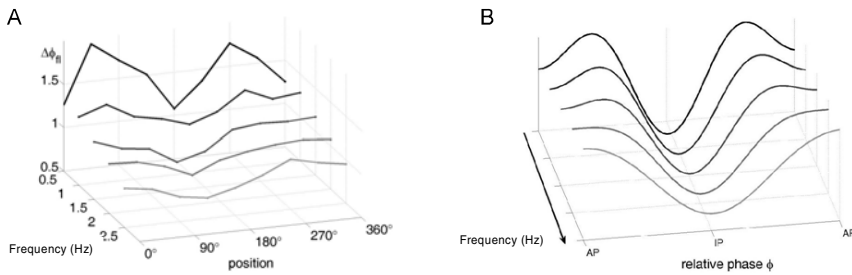 A
Δϕfl
1.5
1
0.5
0.5
1
1.5
2
2.5
Frequency (Hz)
0°
90°
180°
270°
360°
position
B
Frequency (Hz)
AP
IP
AP
relative phase ϕ